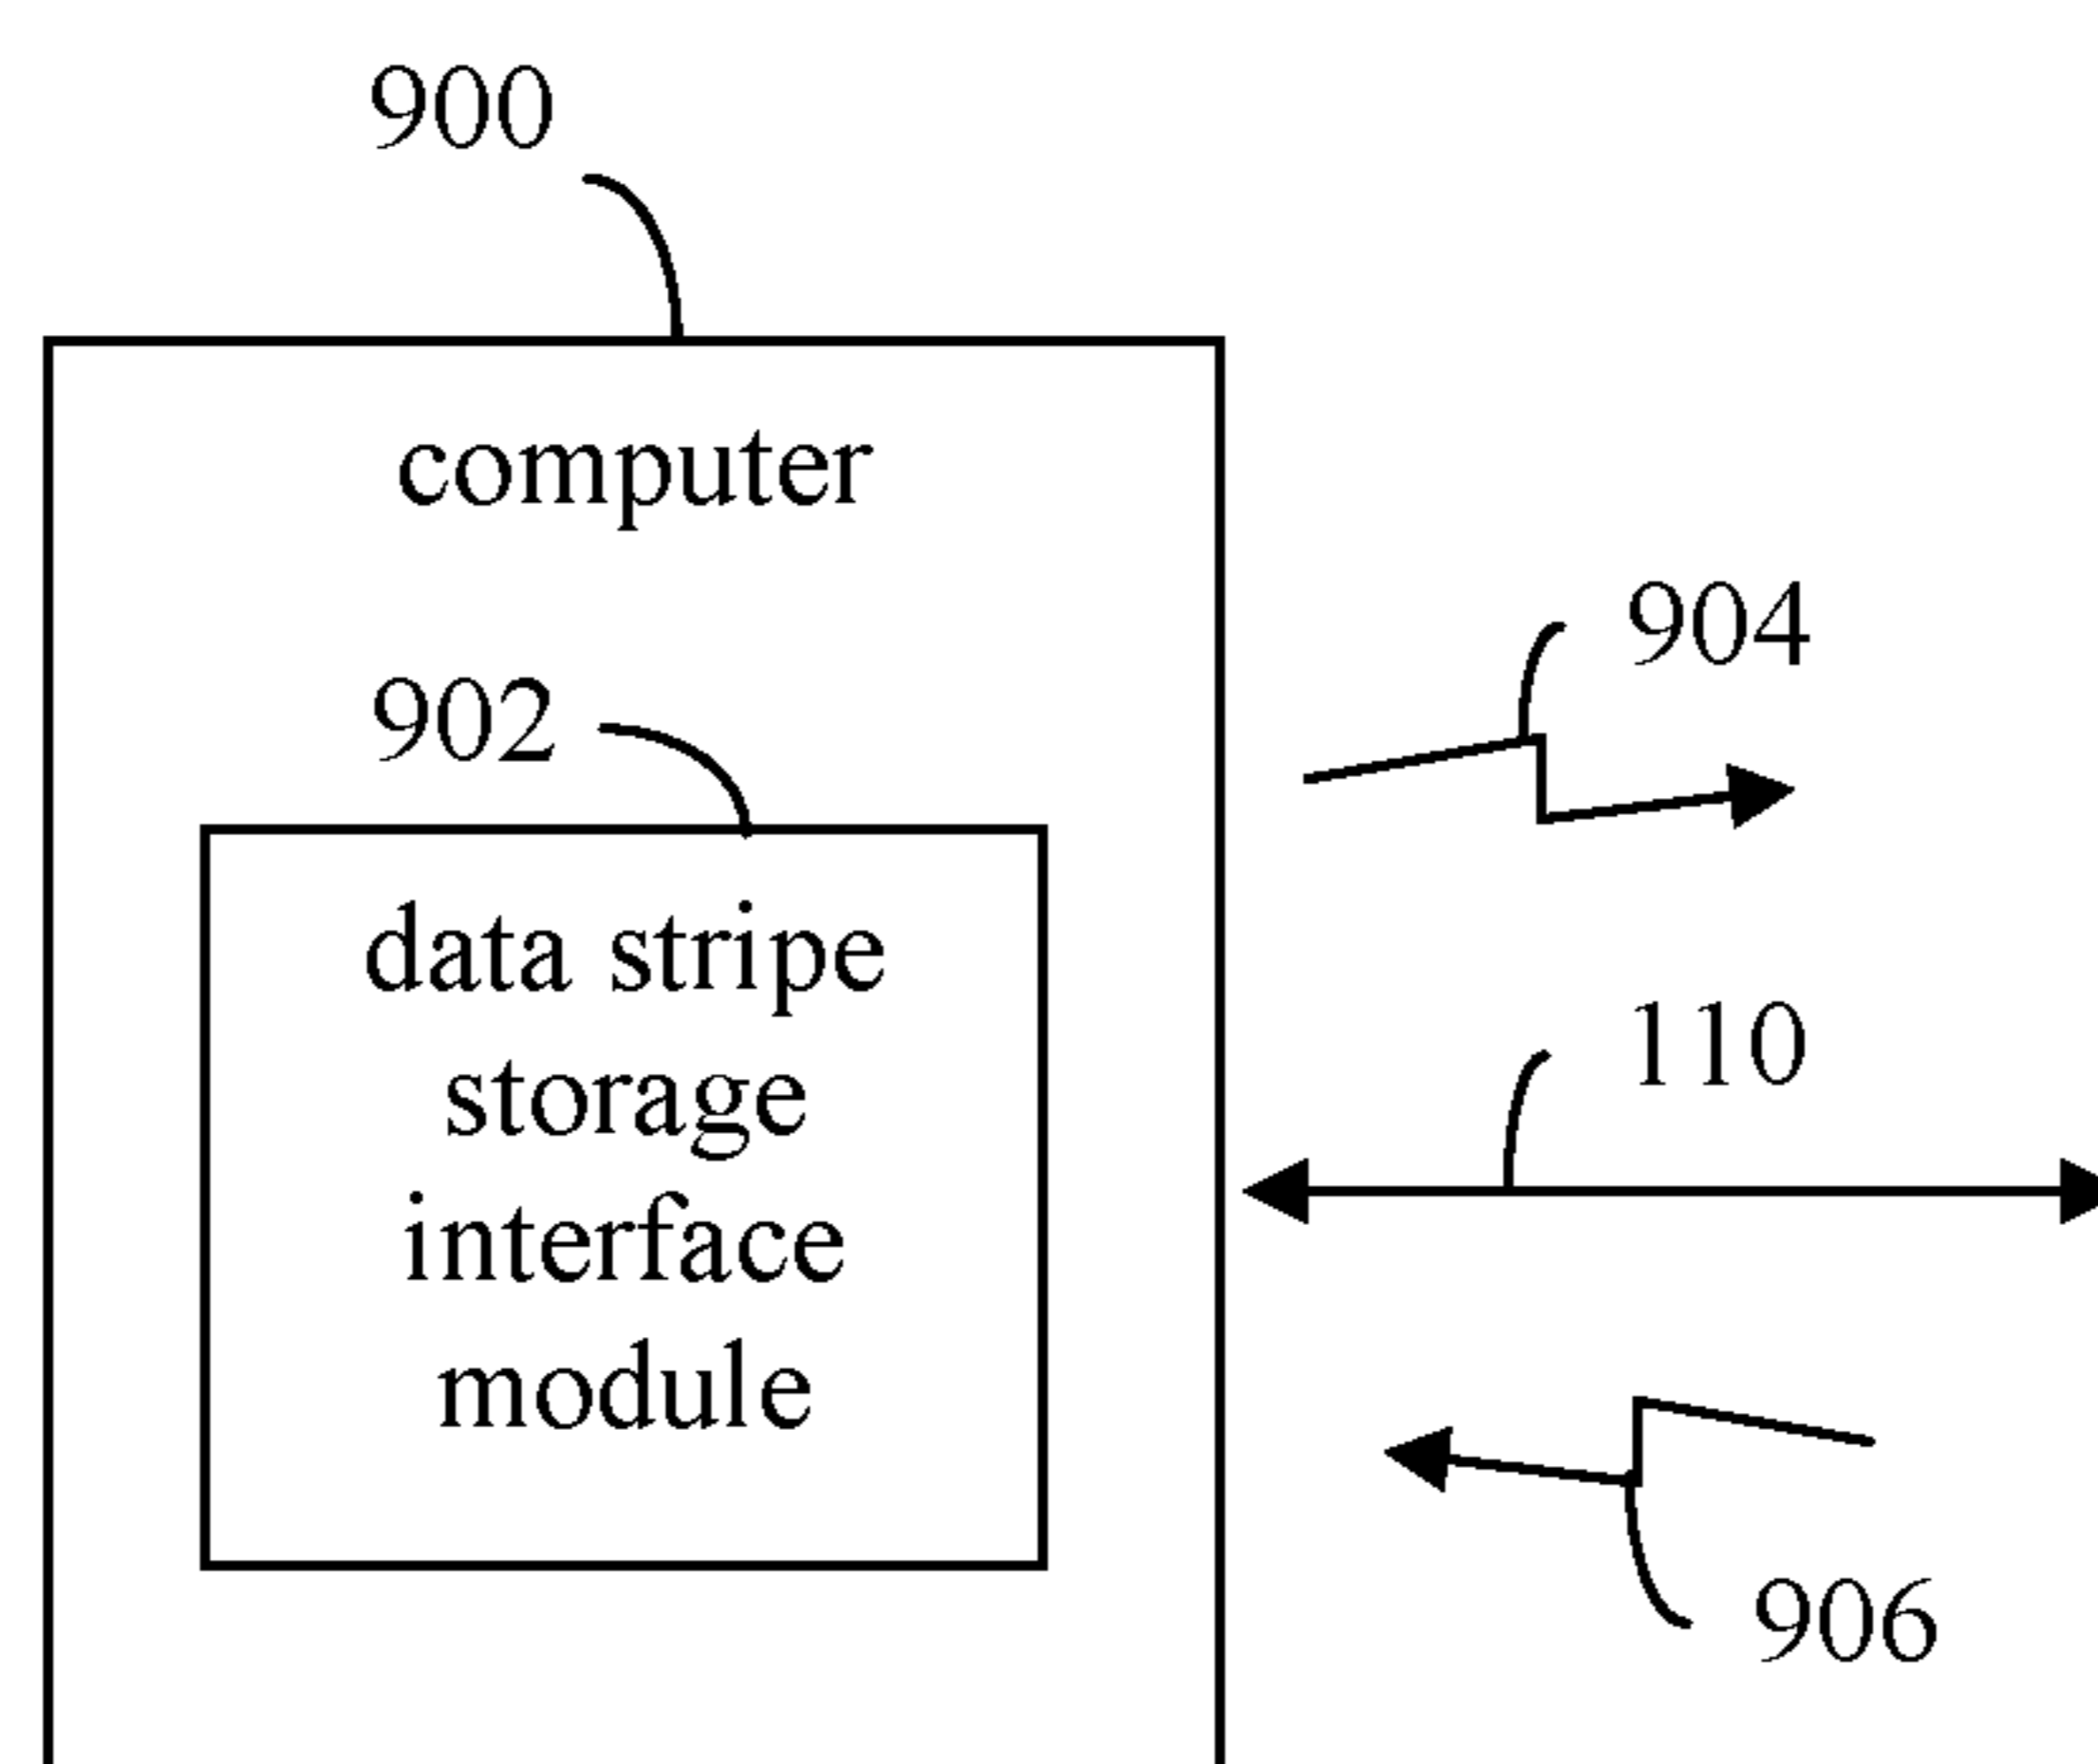 900
computer
902
data stripe
storage
interface
module
904
110
906